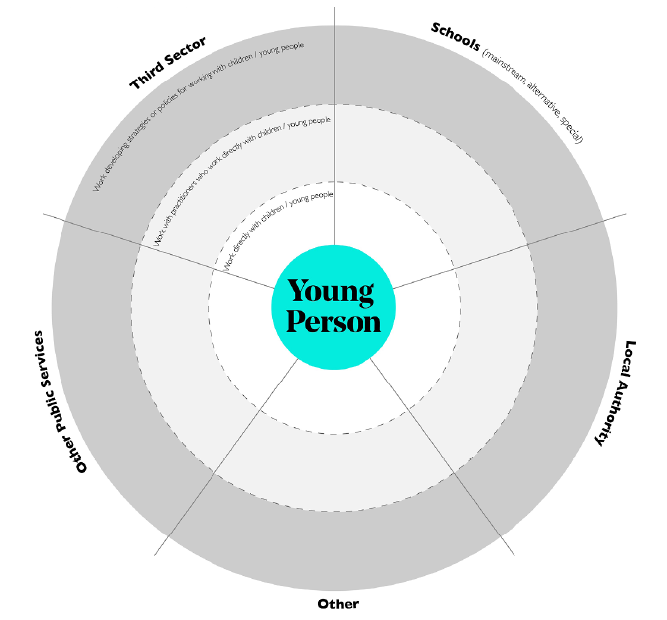 Third Sector
Schools (mainstream, alternative, special)
Work developing strategies or policies for working with children / young people
Work with practitioners who work directly with children / young people
Work directly with children / young people
Young
Person
Other Public Services
Local Authority
Other